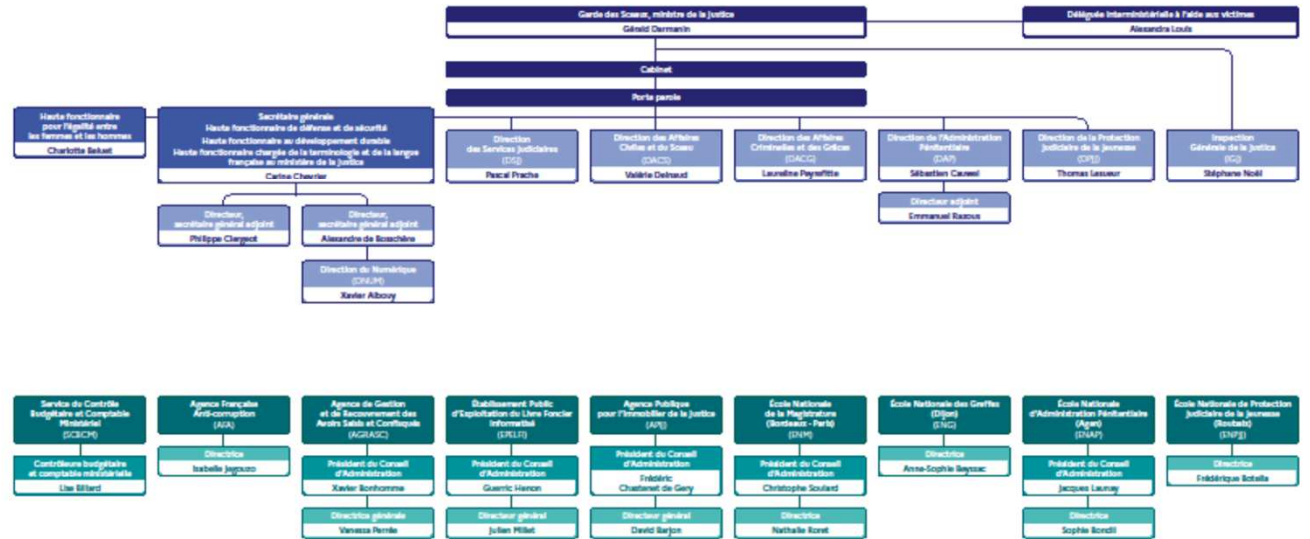 Garde des Sceaux, ministre de la Justice
Gérald Darmanin
Déléguée interministérielle à l'aide aux victimes
Alexandra Louis
Cabinet
Porte parole
Haute fonctionnaire
pour l'égalité entre
les femmes et les hommes
Charlotte
Secrétaire générale
Haute fonctionnaire de défense et de sécurité
Haute fonctionnaire au développement durable
Haute fonctionnaire chargée de la terminologie et de la langue
française au ministère de la Justice
Carine Chevrier
Direction
des Services judiciaires
(DSJ)
Pascal Prache
Direction des Affaires
Civiles et du Sceau
(DACS)
Valérie Delnaud
Direction des Affaires
Criminelles et des Grâces
(DACG)
Laureline Peyrefitte
Direction de l'Administration
Pénitentiaire
(DAP)
Sébastien Cauwel
Direction de la Protection
judiciaire de la jeunesse
(DPJJ)
Thomas Lesueur
Inspection
Générale de la Justice
(IGJ)
Stéphane Noël
Directeur,
secrétaire général adjoint
Philippe Clergeot
Directeur,
secrétaire général adjoint
Alexandre de Bosschère
Directeur adjoint
Emmanuel Razous
Direction du Numérique
(DNUM)
Xavier Albouy
Service du Contrôle
Budgétaire et Comptable
Ministériel
(SCBCM)
Contrôleure budgétaire
et comptable ministérielle
Lise Billard
Agence Française
Anti-corruption
(AFA)
Directrice
Isabelle Jegouzo
Agence de Gestion
et de Recouvrement des
Avoirs Saisis et Confisqués
(AGRASC)
Président du Conseil
d'Administration
Xavier Bonhomme
Directrice générale
Vanessa Perrée
Établissement Public
d'Exploitation du Livre Foncier
Informatisé
(EPELFI)
Président du Conseil
d'Administration
Guerric Henon
Directeur général
Julien Millet
Agence Publique
pour l'Immobilier de la Justice
(APIJ)
Président du Conseil
d'Administration
Frédéric
Chastenet de Gery
Directeur général
David Barjon
École Nationale
de la Magistrature
(Bordeaux - Paris)
(ENM)
Président du Conseil
d'Administration
Christophe Soulard
Directrice
Nathalie Roret
École Nationale des Greffes
(Dijon)
(ENG)
Directrice
Anne-Sophie
École Nationale
d'Administration Pénitentiaire
(Agen)
(ENAP)
Président du Conseil
d'Administration
Jacques Launay
Directrice
Sophie Bondil
École Nationale de Protection
judiciaire de la Jeunesse
(Roubaix)
(ENPJJ)
Directrice
Frédérique Botella